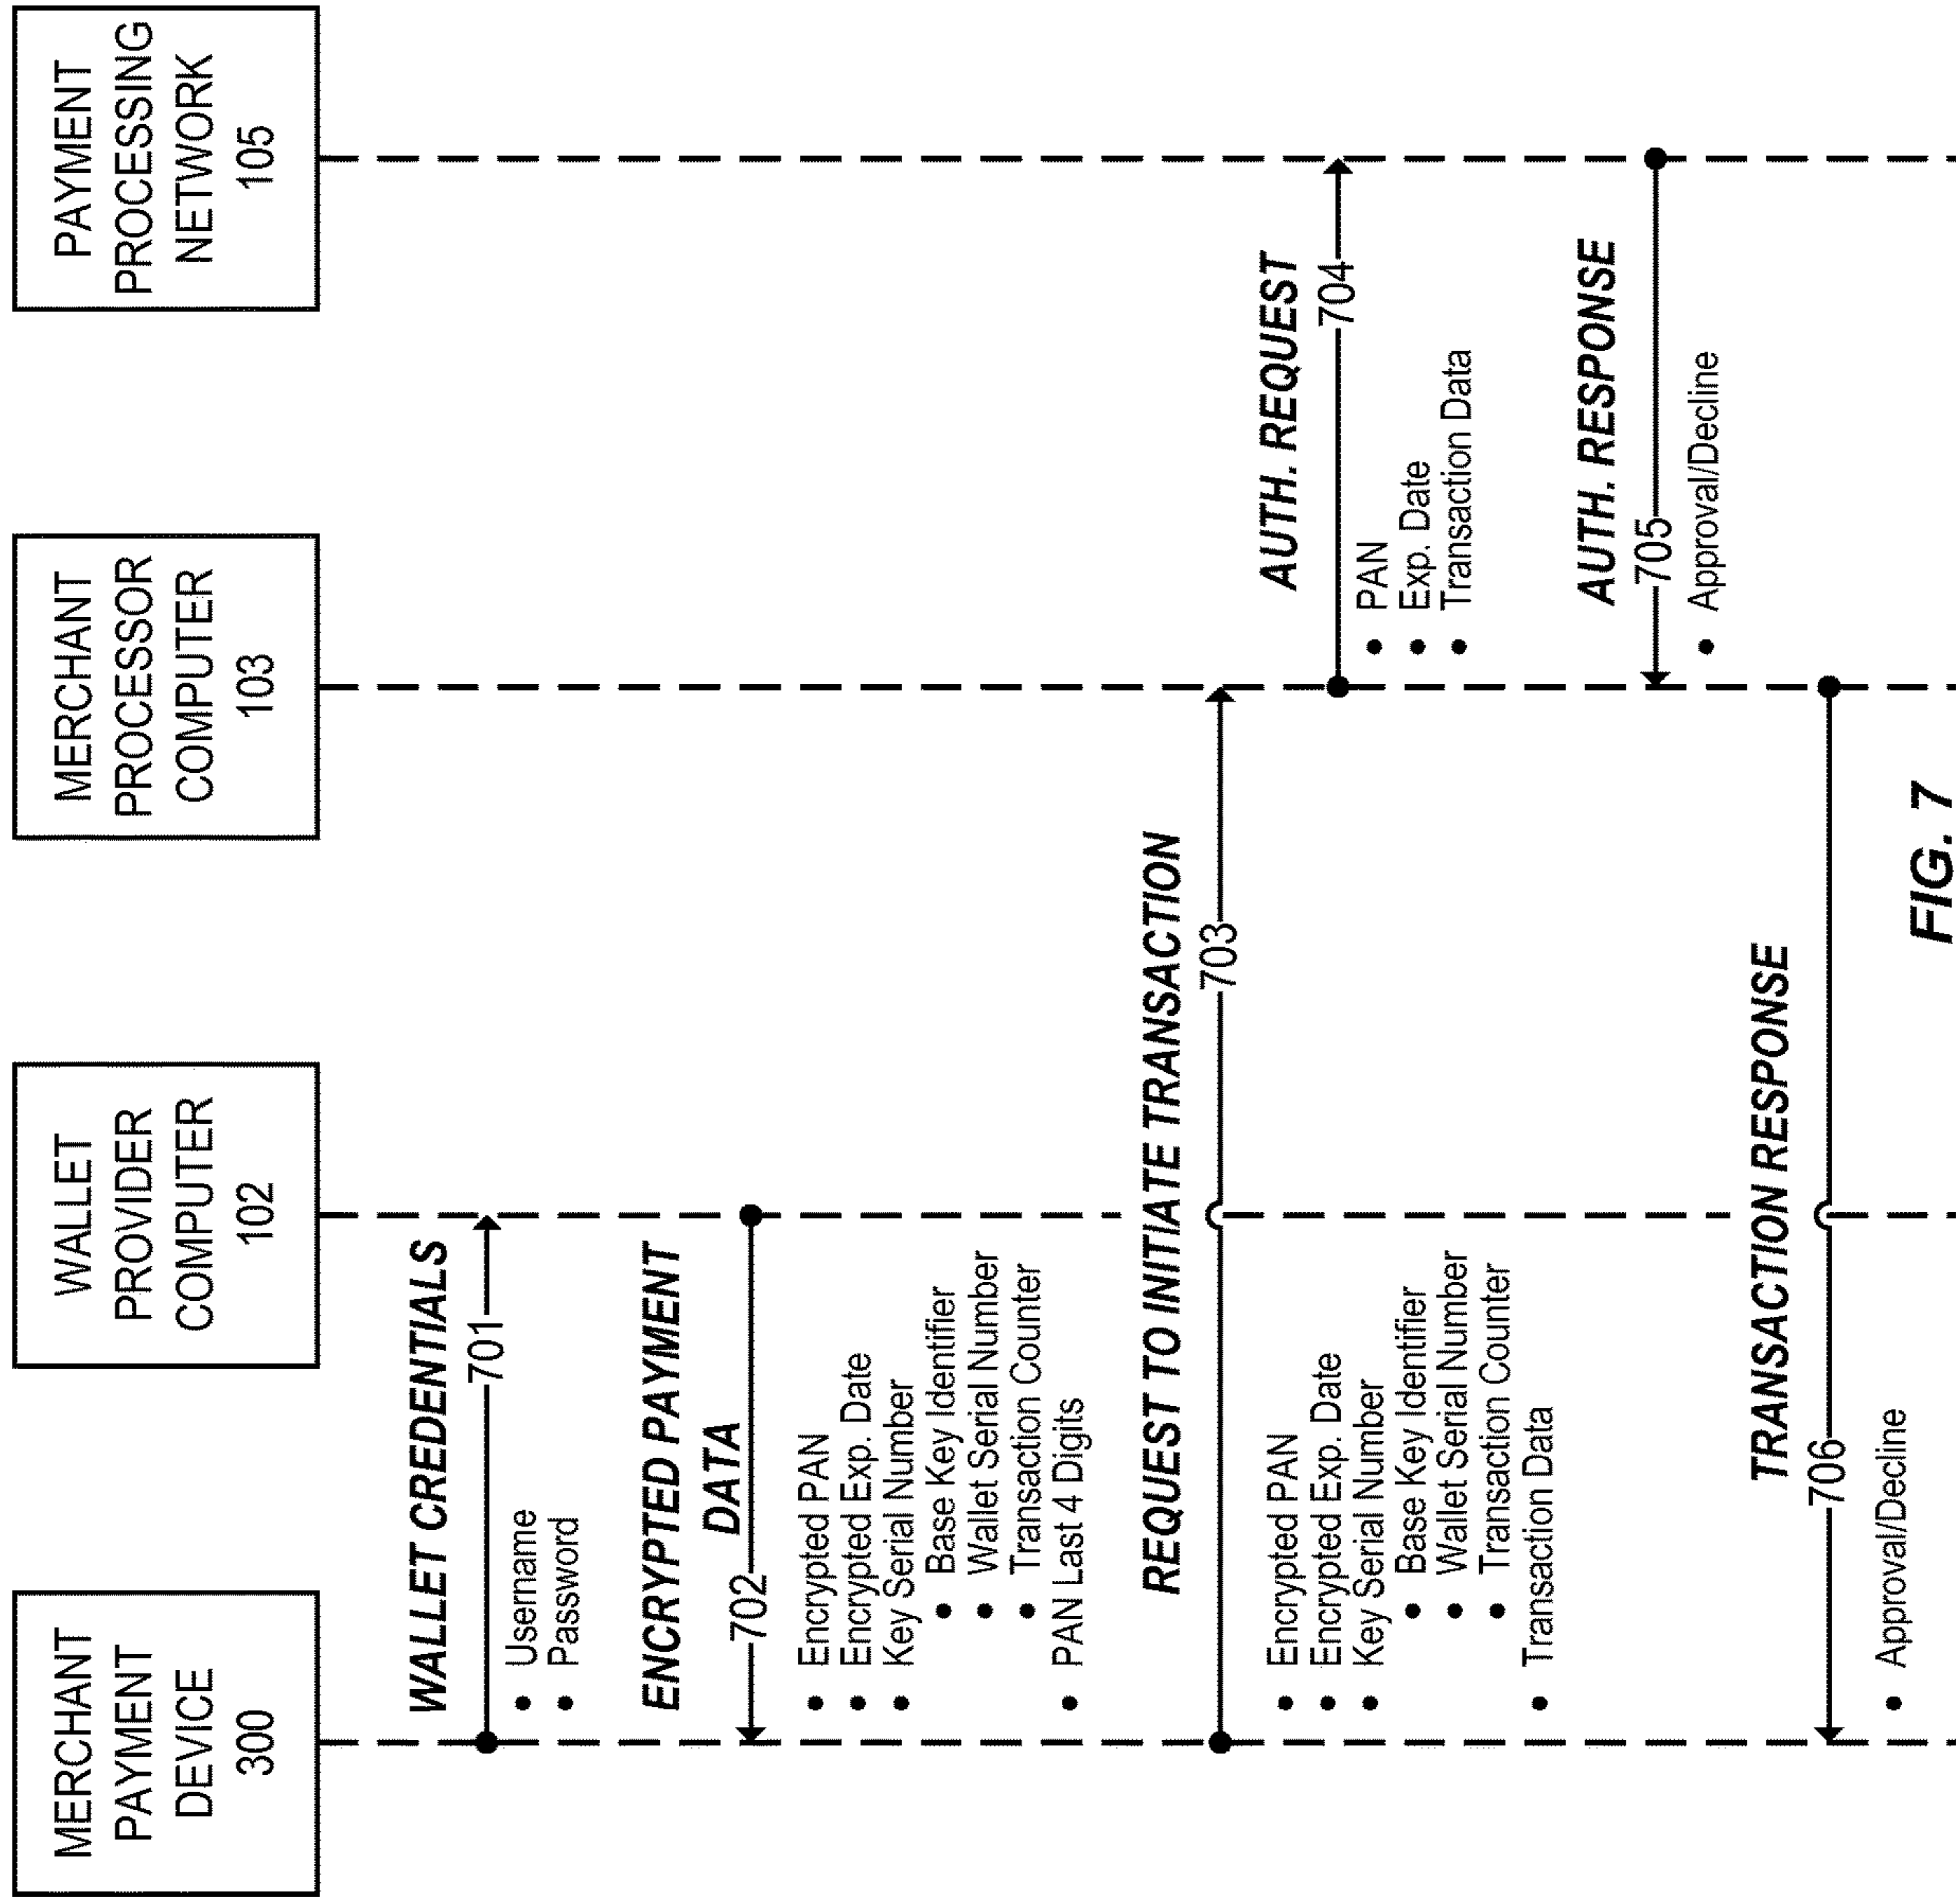 MERCHANT
PAYMENT
DEVICE
300
WALLET
PROVIDER
COMPUTER
102
MERCHANT
PROCESSOR
COMPUTER
103
PAYMENT
PROCESSING
NETWORK
105
WALLET CREDENTIALS
701
• Username
• Password
ENCRYPTED PAYMENT
DATA
702
• Encrypted PAN
• Encrypted Exp. Date
• Key Serial Number
• Base Key Identifier
• Wallet Serial Number
• Transaction Counter
• PAN Last 4 Digits
REQUEST TO INITIATE TRANSACTION
703
• Encrypted PAN
• Encrypted Exp. Date
• Key Serial Number
• Base Key Identifier
• Wallet Serial Number
• Transaction Counter
• Transaction Data
AUTH. REQUEST
704
• PAN
• Exp. Date
• Transaction Data
AUTH. RESPONSE
705
• Approval/Decline
TRANSACTION RESPONSE
706
• Approval/Decline
FIG. 7